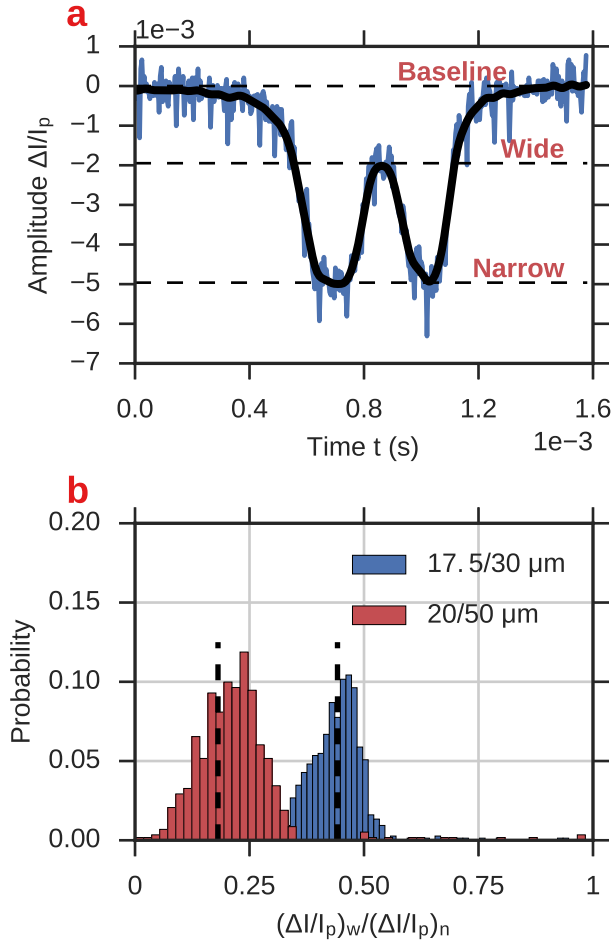 a
1e−3
1
0
−1
−2
−3
−4
−5
−6
−7
Amplitude ΔI/Iₚ
Baseline
Wide
Narrow
0.0 0.4 0.8 1.2 1.6
Time t (s)
1e−3
b
0.20
0.15
0.10
0.05
0.00
Probability
17.5/30 μm
20/50 μm
0 0.25 0.50 0.75 1
(ΔI/Iₚ)w/(ΔI/Iₚ)n